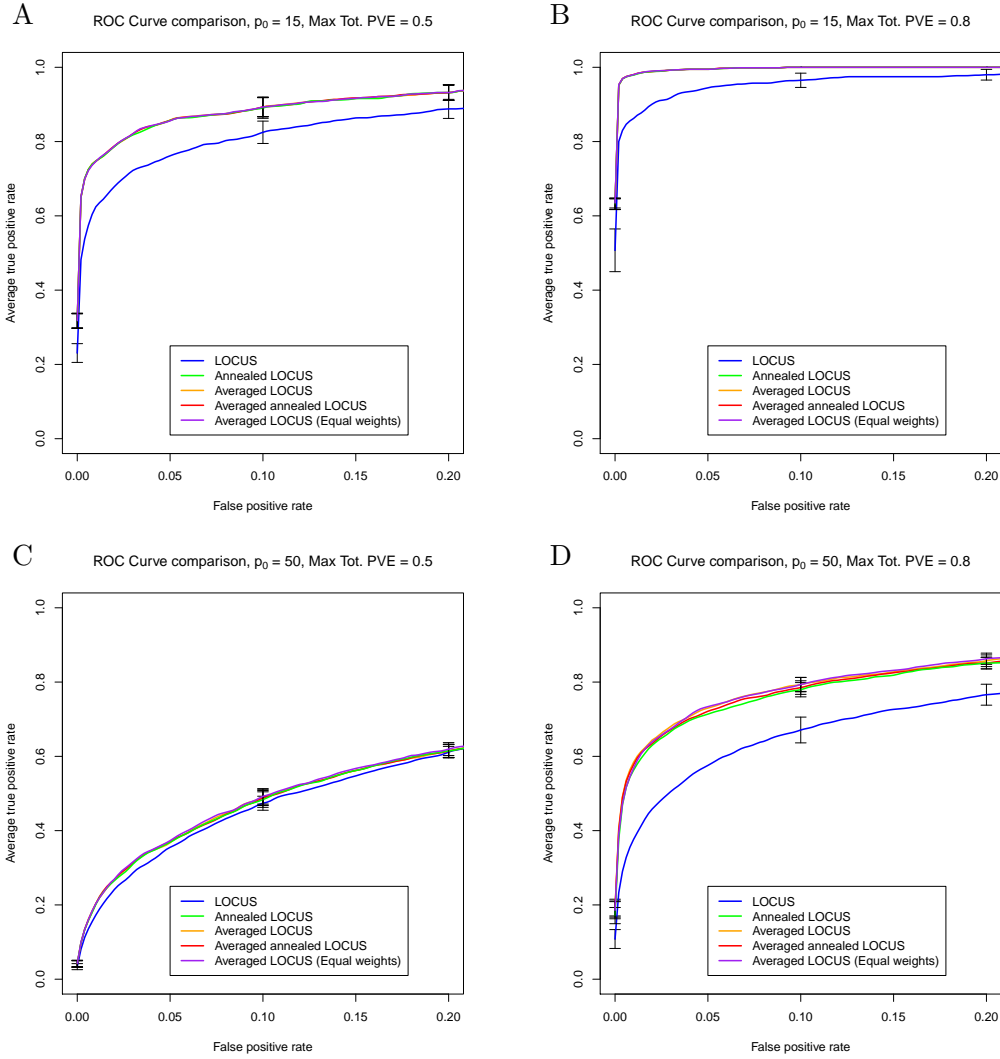 A
ROC Curve comparison, p₀ = 15, Max Tot. PVE = 0.5
Average true positive rate
1.0
0.8
0.6
0.4
0.2
0.0
LOCUS
Annealed LOCUS
Averaged LOCUS
Averaged annealed LOCUS
Averaged LOCUS (Equal weights)
0.00 0.05 0.10 0.15 0.20
False positive rate
B
ROC Curve comparison, p₀ = 15, Max Tot. PVE = 0.8
Average true positive rate
1.0
0.8
0.6
0.4
0.2
0.0
LOCUS
Annealed LOCUS
Averaged LOCUS
Averaged annealed LOCUS
Averaged LOCUS (Equal weights)
0.00 0.05 0.10 0.15 0.20
False positive rate
C
ROC Curve comparison, p₀ = 50, Max Tot. PVE = 0.5
Average true positive rate
1.0
0.8
0.6
0.4
0.2
0.0
LOCUS
Annealed LOCUS
Averaged LOCUS
Averaged annealed LOCUS
Averaged LOCUS (Equal weights)
0.00 0.05 0.10 0.15 0.20
False positive rate
D
ROC Curve comparison, p₀ = 50, Max Tot. PVE = 0.8
Average true positive rate
1.0
0.8
0.6
0.4
0.2
0.0
LOCUS
Annealed LOCUS
Averaged LOCUS
Averaged annealed LOCUS
Averaged LOCUS (Equal weights)
0.00 0.05 0.10 0.15 0.20
False positive rate